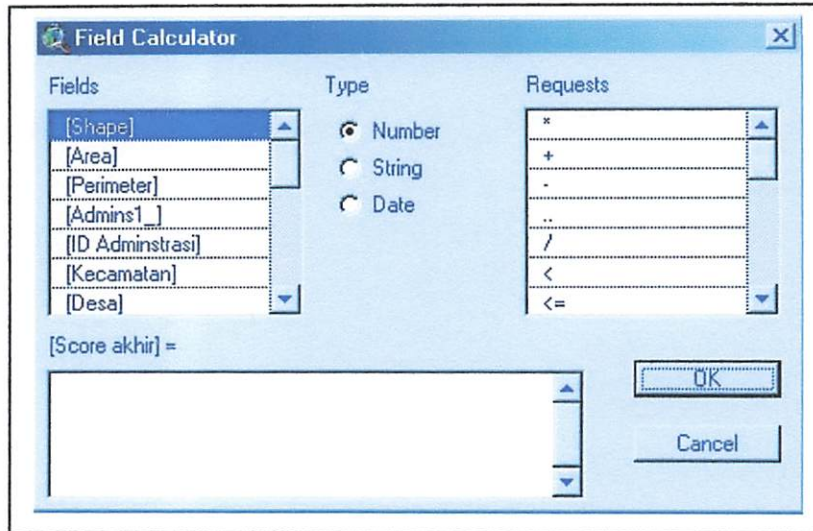 Field Calculator
Fields
Type
Requests
[Shape]
[Area]
[Perimeter]
[Admins1_]
[ID Adminstrasi]
[Kecamatan]
[Desa]
Number
String
Date
*
+
-
..
/
<
<=
[Score akhir] =
OK
Cancel